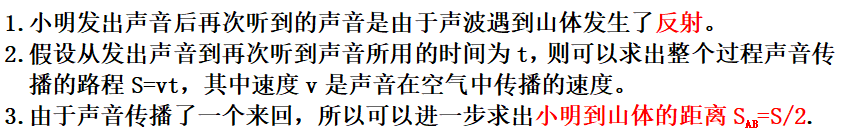 1.小明发出声音后再次听到的声音是由于声波遇到山体发生了反射。
2.假设从发出声音到再次听到声音所用的时间为t,则可以求出整个过程声音传
播的路程S=vt，其中速度v是声音在空气中传播的速度。
3.由于声音传播了一个来回，所以可以进一步求出小明到山体的距离S_AB=S/2.